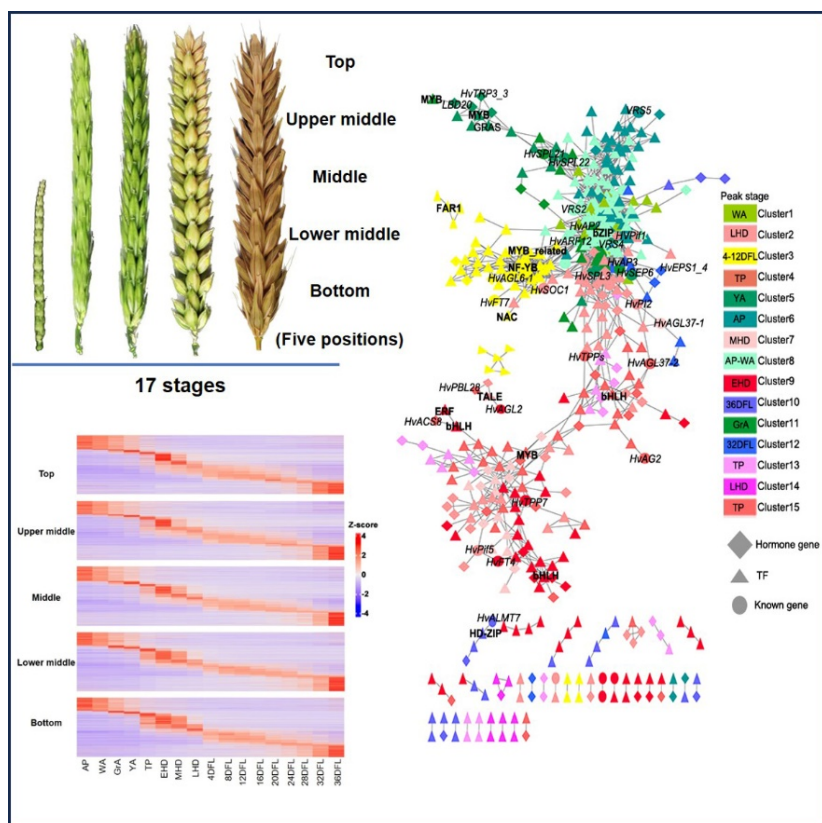 Top
Upper middle
Middle
Lower middle
Bottom
(Five positions)
17 stages
Top
Upper middle
Middle
Lower middle
Bottom
Z-score
4
2
0
-2
-4
AP
WA
GrA
YA
TP
EHD
MHD
LHD
4DFL
8DFL
12DFL
16DFL
20DFL
24DFL
28DFL
32DFL
36DFL
HvTRP3_3
MYB
LBD20
MYB
GRAS
VRS5
HvSPL21
HvSPL22
FAR1
VRS2
HvAP2
bZIP
HvPif1
HvARF12
VRS4
MYB_related
NF-YB
HvAP3
HvEPS1_4
HvAGL6-1
HvSPL3
HvSEP6
HvSOC1
HvFT7
HvPI2
NAC
HvAGL37-1
HvTPPs
HvAGL37-2
HvPBL28
TALE
bHLH
ERF
HvAGL2
HvACS8
bHLH
MYB
HvAG2
HvTPP7
HvPif5
HvFT4
bHLH
HvALMT7
HD-ZIP
Peak stage
WA Cluster1
LHD Cluster2
4-12DFL Cluster3
TP Cluster4
YA Cluster5
AP Cluster6
MHD Cluster7
AP-WA Cluster8
EHD Cluster9
36DFL Cluster10
GrA Cluster11
32DFL Cluster12
TP Cluster13
LHD Cluster14
TP Cluster15
Hormone gene
TF
Known gene